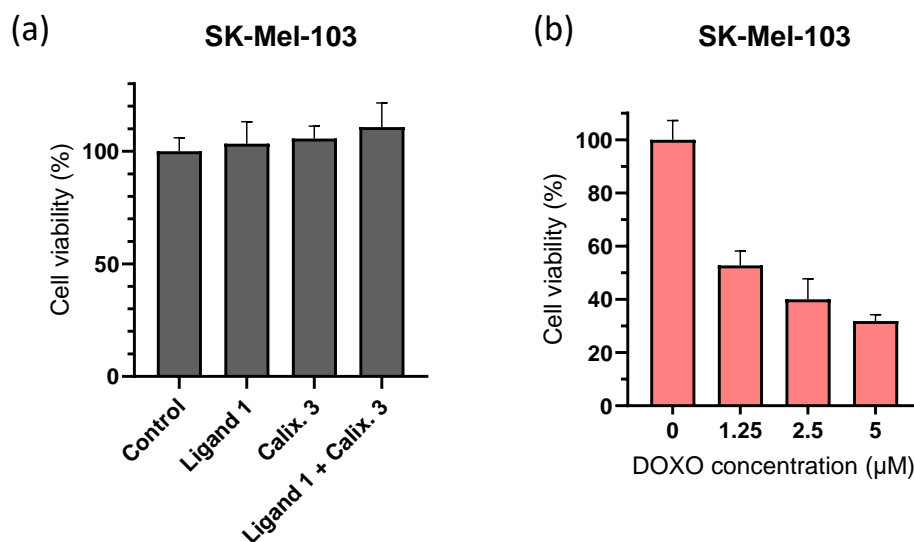 (a)
SK-Mel-103
Cell viability (%)
100
50
0
Control
Ligand 1
Calix. 3
Ligand 1 + Calix. 3
(b)
SK-Mel-103
Cell viability (%)
100
80
60
40
20
0
0 1.25 2.5 5
DOXO concentration (µM)